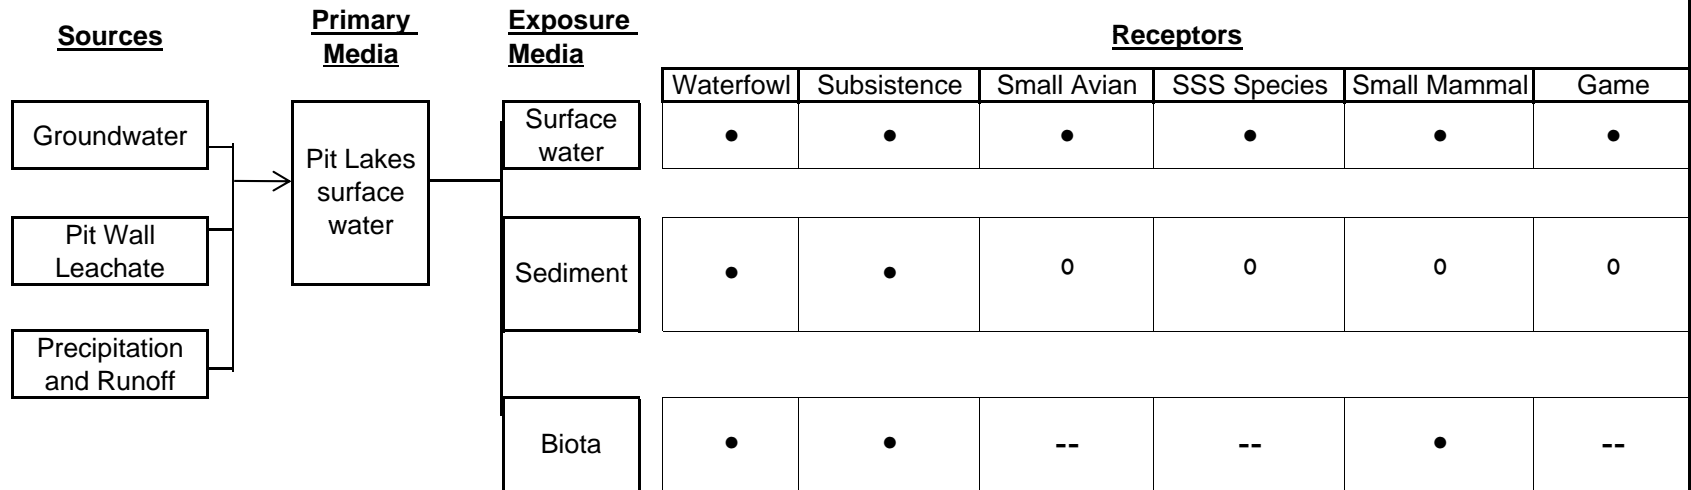 Sources
Primary
Media
Exposure
Media
Receptors
Waterfowl Subsistence Small Avian SSS Species Small Mammal Game
Groundwater
Pit Wall
Leachate
Precipitation
and Runoff
Pit Lakes
surface
water
Surface
water
• • • • • •
Sediment
• • o o o o
Biota
• • -- -- • --